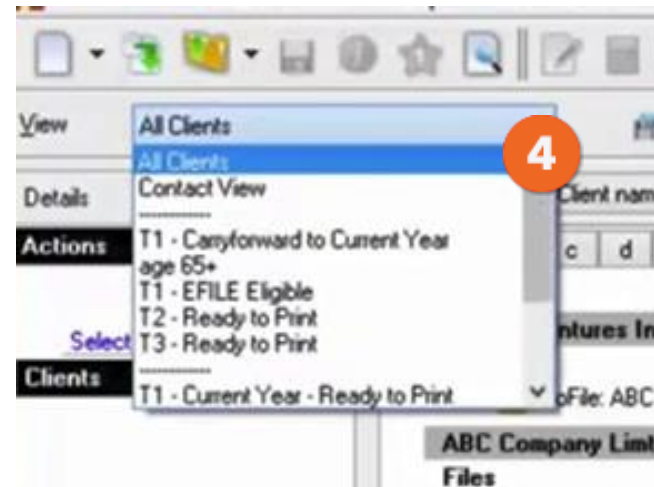 View
All Clients
All Clients
4
Contact View
Details
Client nam
------------
Actions
T1 - Carryforward to Current Year
c d
age 65+
T1 - EFILE Eligible
T2 - Ready to Print
ntures In
Select
T3 - Ready to Print
------------
Clients
T1 - Current Year - Ready to Print
oFile: ABC
ABC Company Limt
Files